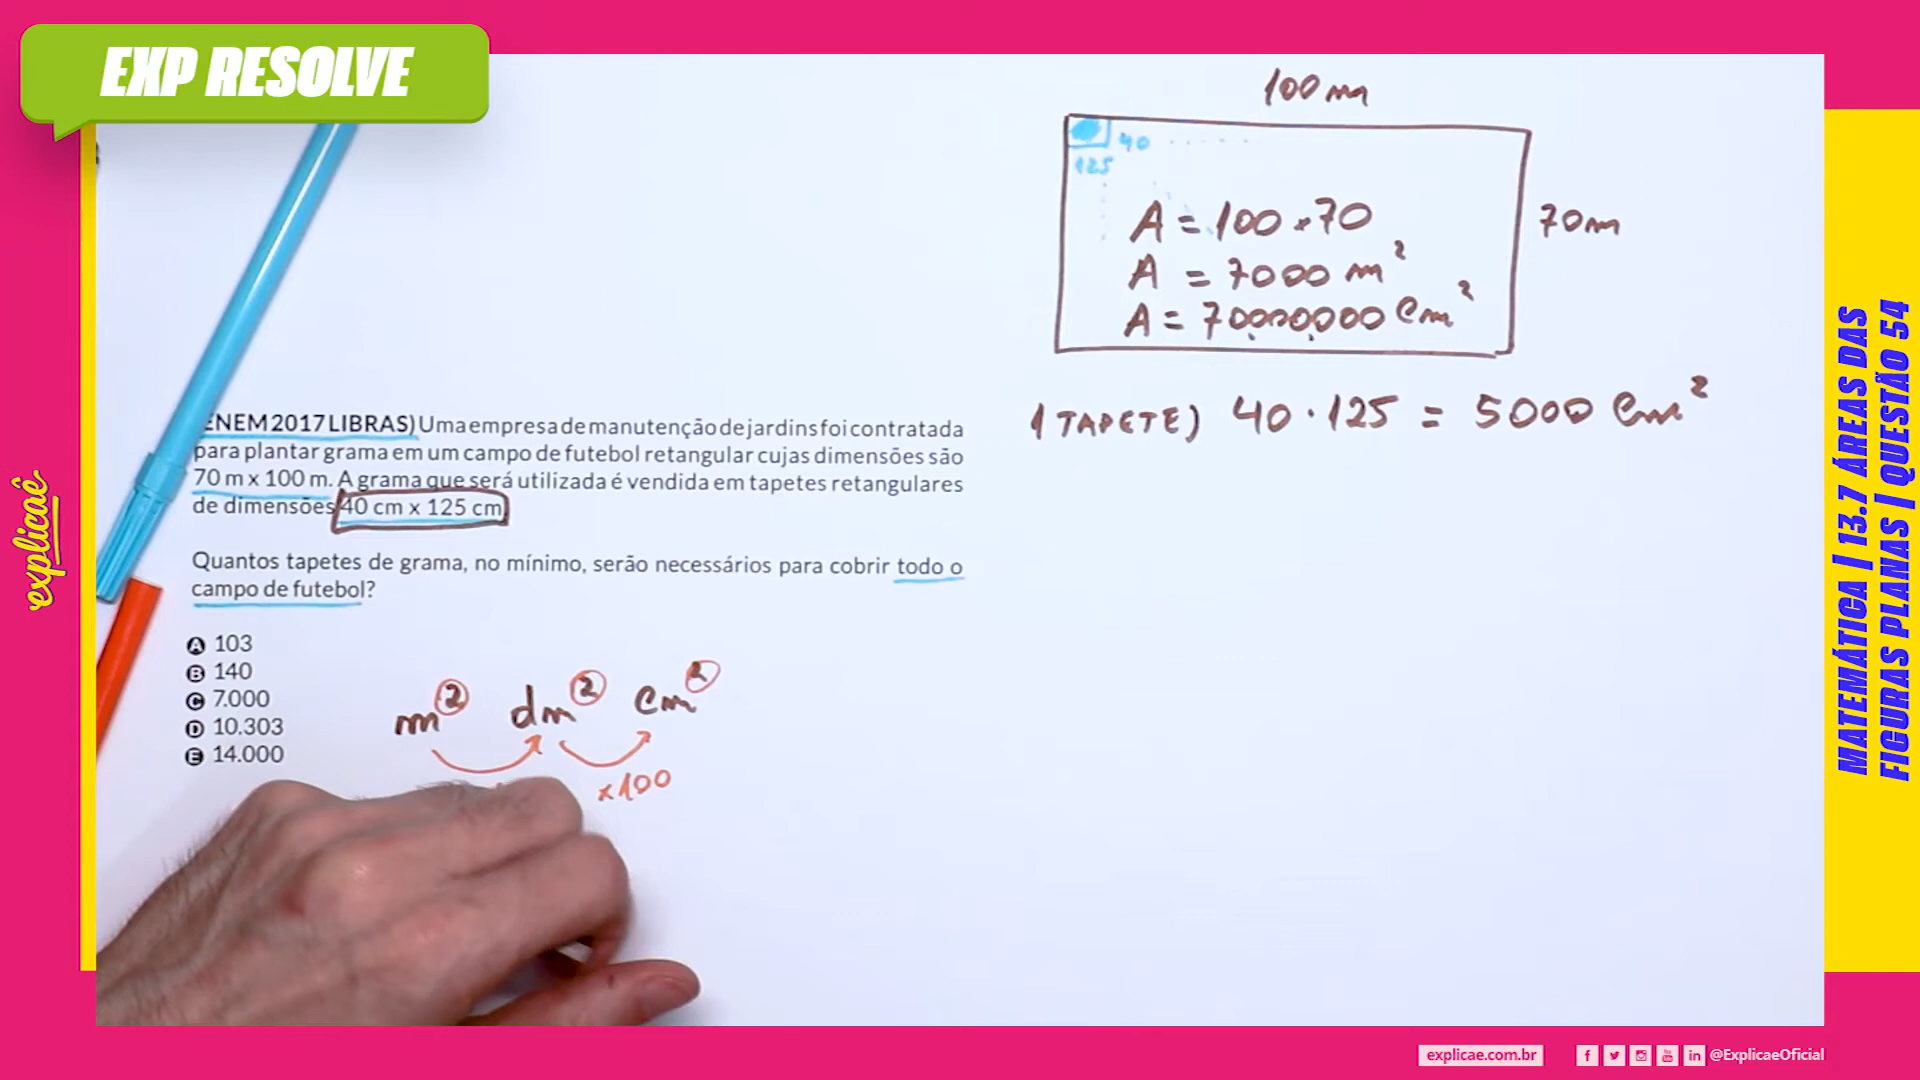 EXP RESOLVE
100 m
40
125
A = 100 × 70
70 m
A = 7000 m²
A = 70000000 cm²
1 TAPETE) 40 · 125 = 5000 cm²
ENEM 2017 LIBRAS) Uma empresa de manutenção de jardins foi contratada
para plantar grama em um campo de futebol retangular cujas dimensões são
70 m x 100 m. A grama que será utilizada é vendida em tapetes retangulares
de dimensões 40 cm x 125 cm.
Quantos tapetes de grama, no mínimo, serão necessários para cobrir todo o
campo de futebol?
A 103
B 140
C 7.000
D 10.303
E 14.000
m² dm² cm²
×100
explicaê
MATEMÁTICA | 13.7 ÁREAS DAS
FIGURAS PLANAS | QUESTÃO 54
explicae.com.br
@ExplicaeOficial